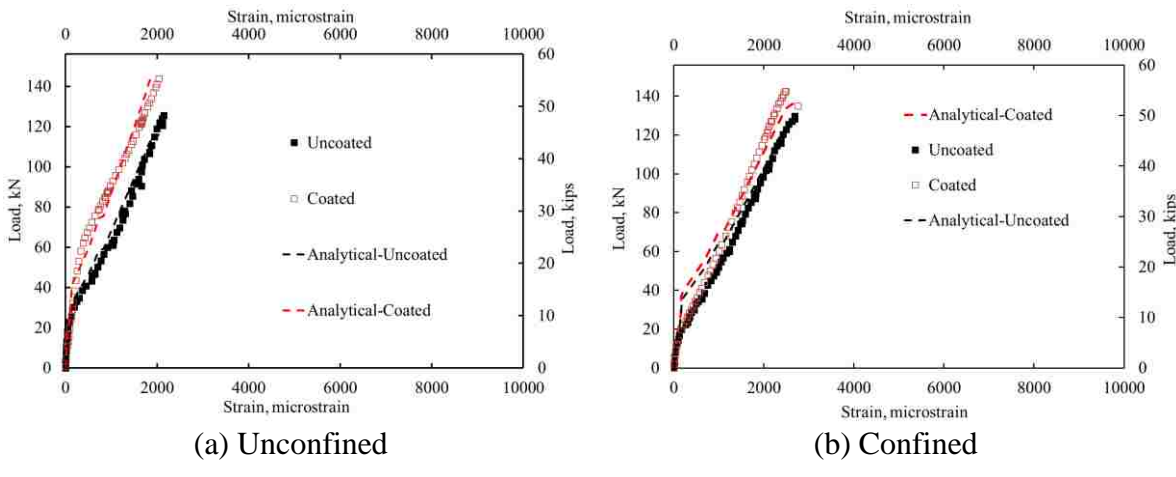 Strain, microstrain
0 2000 4000 6000 8000 10000
Load, kN
140
120
100
80
60
40
20
0
60
50
40
30
20
10
0
Load, kips
Uncoated
Coated
Analytical-Uncoated
Analytical-Coated
0 2000 4000 6000 8000 10000
Strain, microstrain
(a) Unconfined
Strain, microstrain
0 2000 4000 6000 8000 10000
Load, kN
140
120
100
80
60
40
20
0
60
50
40
30
20
10
0
Load, kips
Analytical-Coated
Uncoated
Coated
Analytical-Uncoated
0 2000 4000 6000 8000 10000
Strain, microstrain
(b) Confined